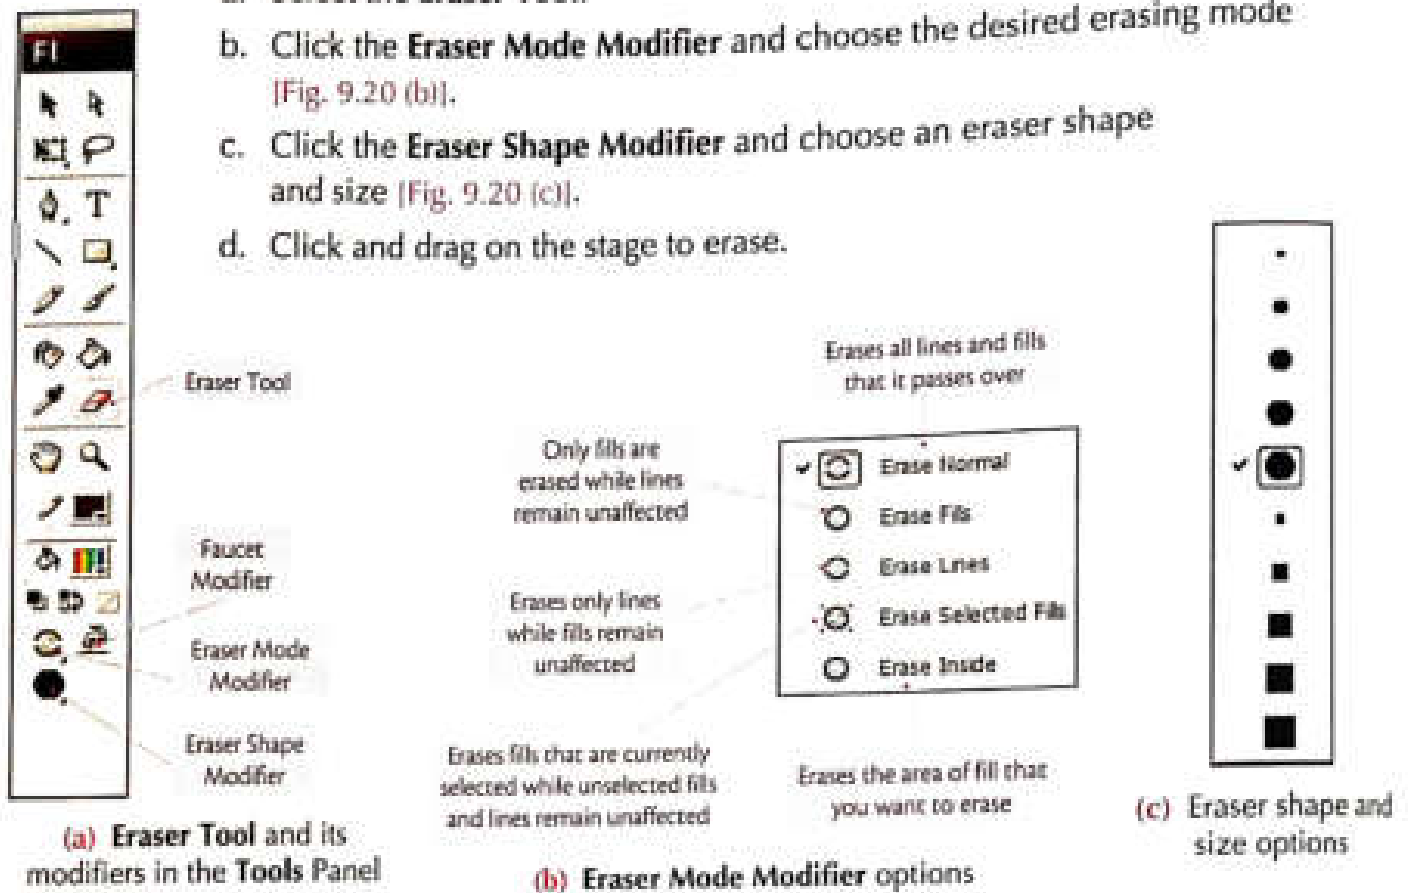 b. Click the Eraser Mode Modifier and choose the desired erasing mode
[Fig. 9.20 (b)].
c. Click the Eraser Shape Modifier and choose an eraser shape
and size [Fig. 9.20 (c)].
d. Click and drag on the stage to erase.
Fl
T
Eraser Tool
Faucet
Modifier
Eraser Mode
Modifier
Eraser Shape
Modifier
(a) Eraser Tool and its
modifiers in the Tools Panel
Erases all lines and fills
that it passes over
Only fills are
erased while lines
remain unaffected
Erases only lines
while fills remain
unaffected
Erases fills that are currently
selected while unselected fills
and lines remain unaffected
Erase Normal
Erase Fills
Erase Lines
Erase Selected Fills
Erase Inside
Erases the area of fill that
you want to erase
(b) Eraser Mode Modifier options
(c) Eraser shape and
size options